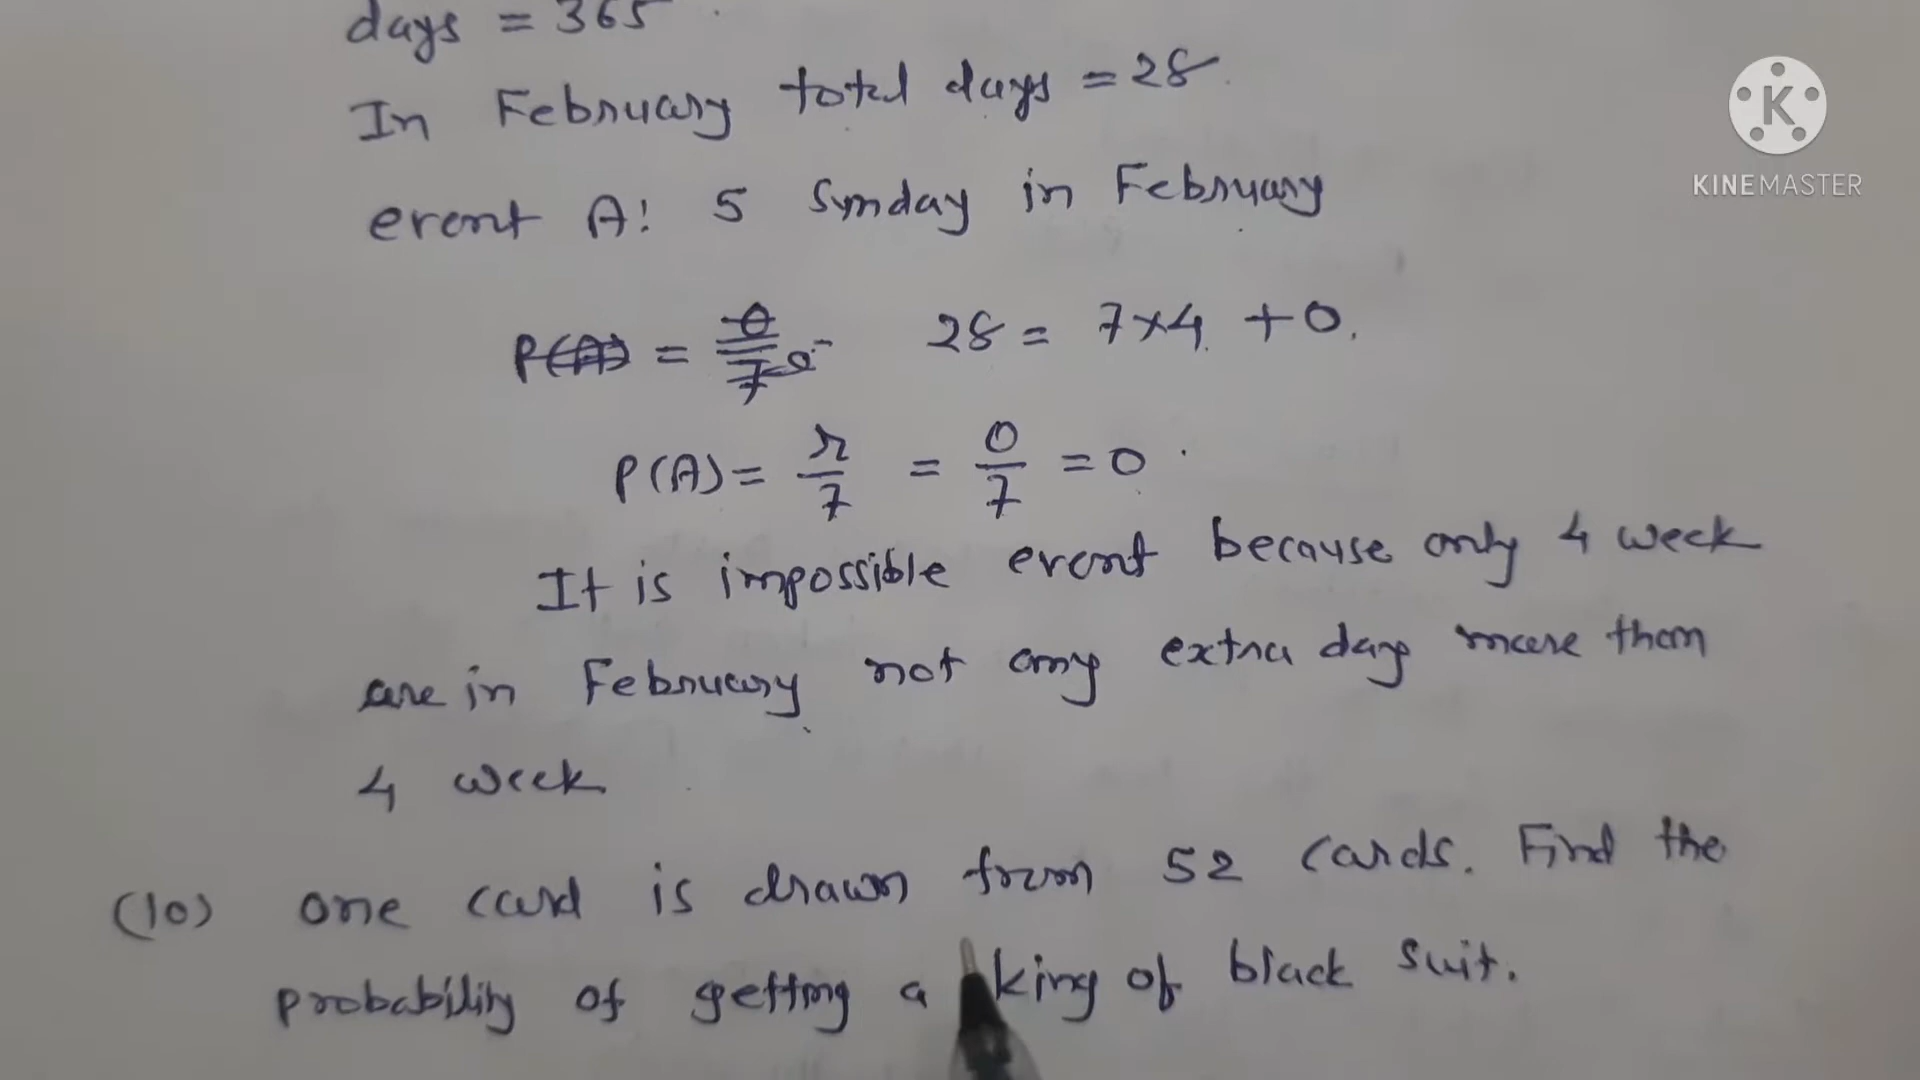 days = 365
In February total days = 28
event A: 5 Sunday in February
P(A) = 0/7 28 = 7×4 + 0.
P(A) = r/7 = 0/7 = 0
It is impossible event because only 4 week
are in February not any extra day more than
4 week
(10) One card is drawn from 52 cards. Find the
probability of getting a king of black suit.
K
KINEMASTER